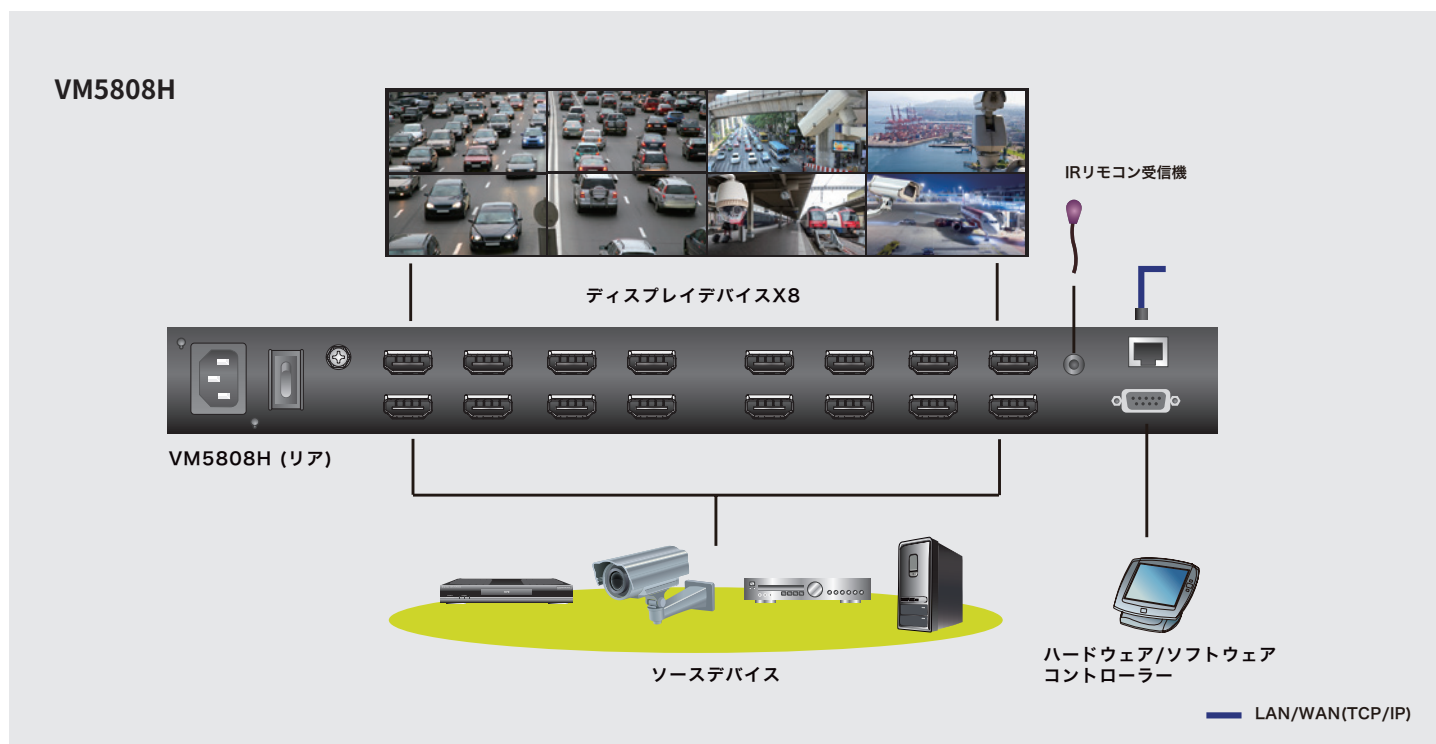 VM5808H
IRリモコン受信機
ディスプレイデバイスX8
VM5808H (リア)
ソースデバイス
ハードウェア/ソフトウェア
コントローラー
LAN/WAN(TCP/IP)